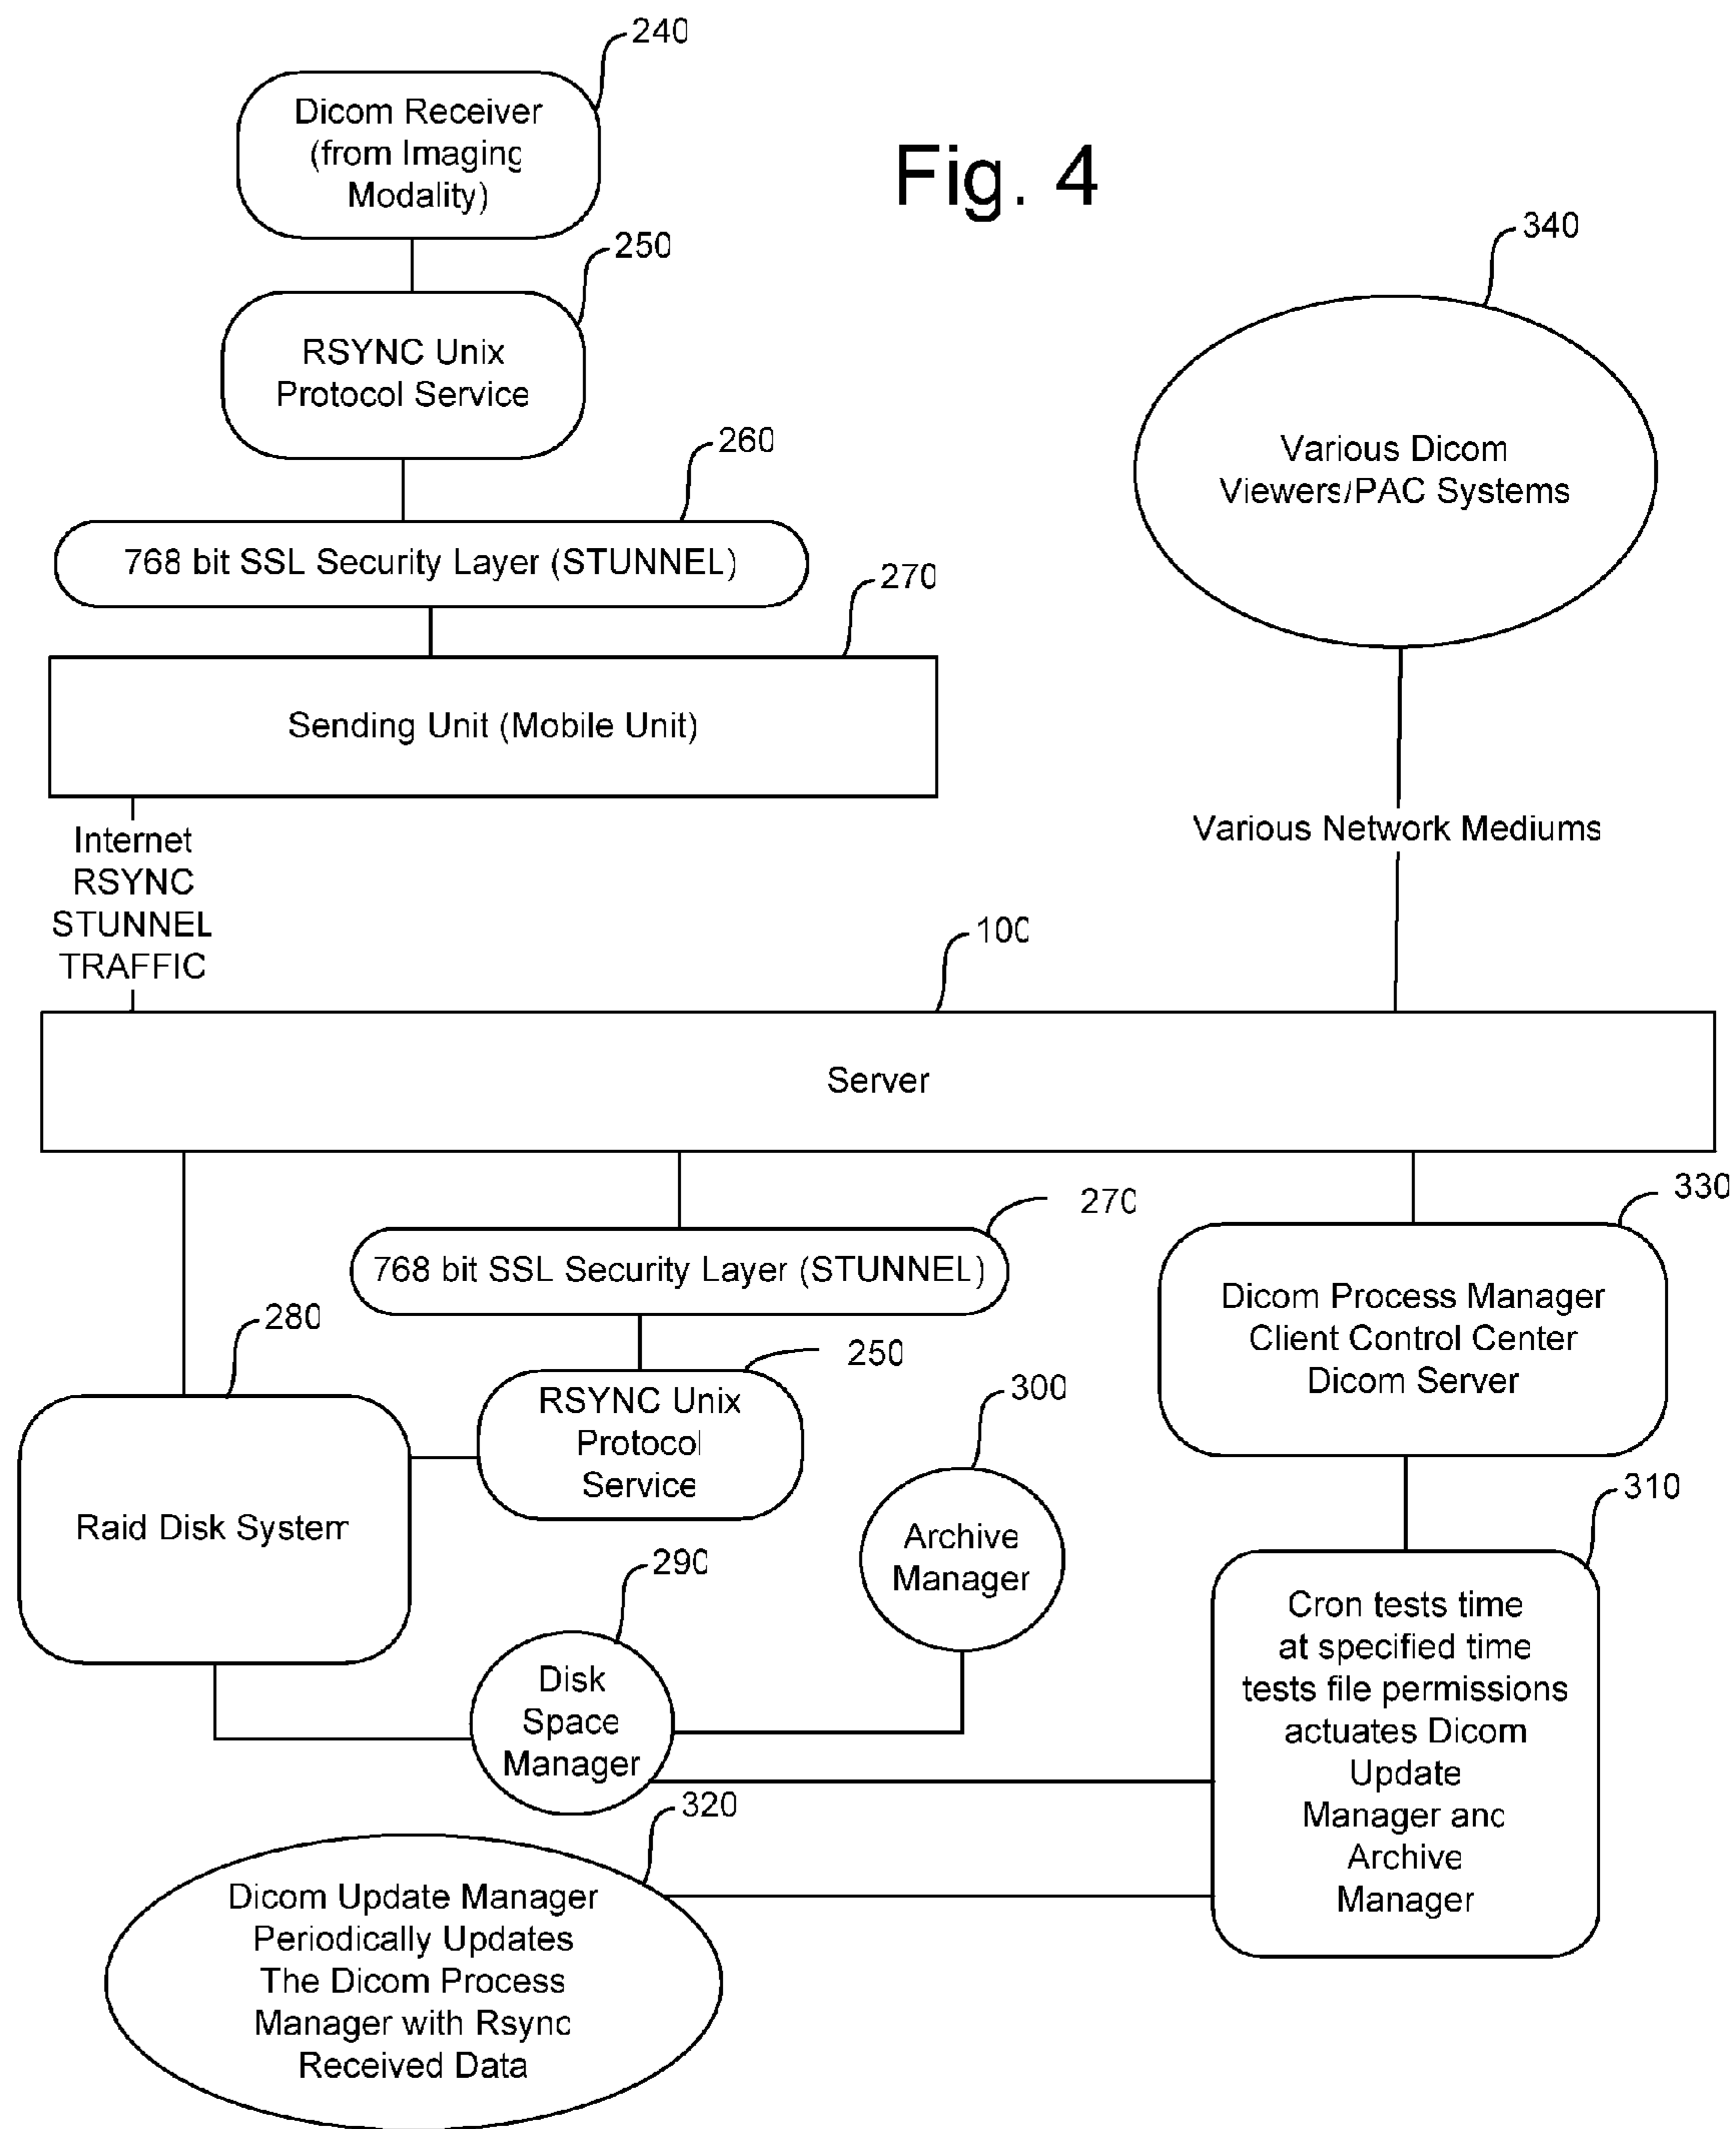 240
Dicom Receiver
(from Imaging
Modality)
Fig. 4
250
RSYNC Unix
Protocol Service
340
Various Dicom
Viewers/PAC Systems
260
768 bit SSL Security Layer (STUNNEL)
270
Sending Unit (Mobile Unit)
Internet
RSYNC
STUNNEL
TRAFFIC
Various Network Mediums
100
Server
270
768 bit SSL Security Layer (STUNNEL)
330
Dicom Process Manager
Client Control Center
Dicom Server
280
Raid Disk System
250
RSYNC Unix
Protocol
Service
300
Archive
Manager
290
Disk
Space
Manager
310
Cron tests time
at specified time
tests file permissions
actuates Dicom
Update
Manager and
Archive
Manager
320
Dicom Update Manager
Periodically Updates
The Dicom Process
Manager with Rsync
Received Data